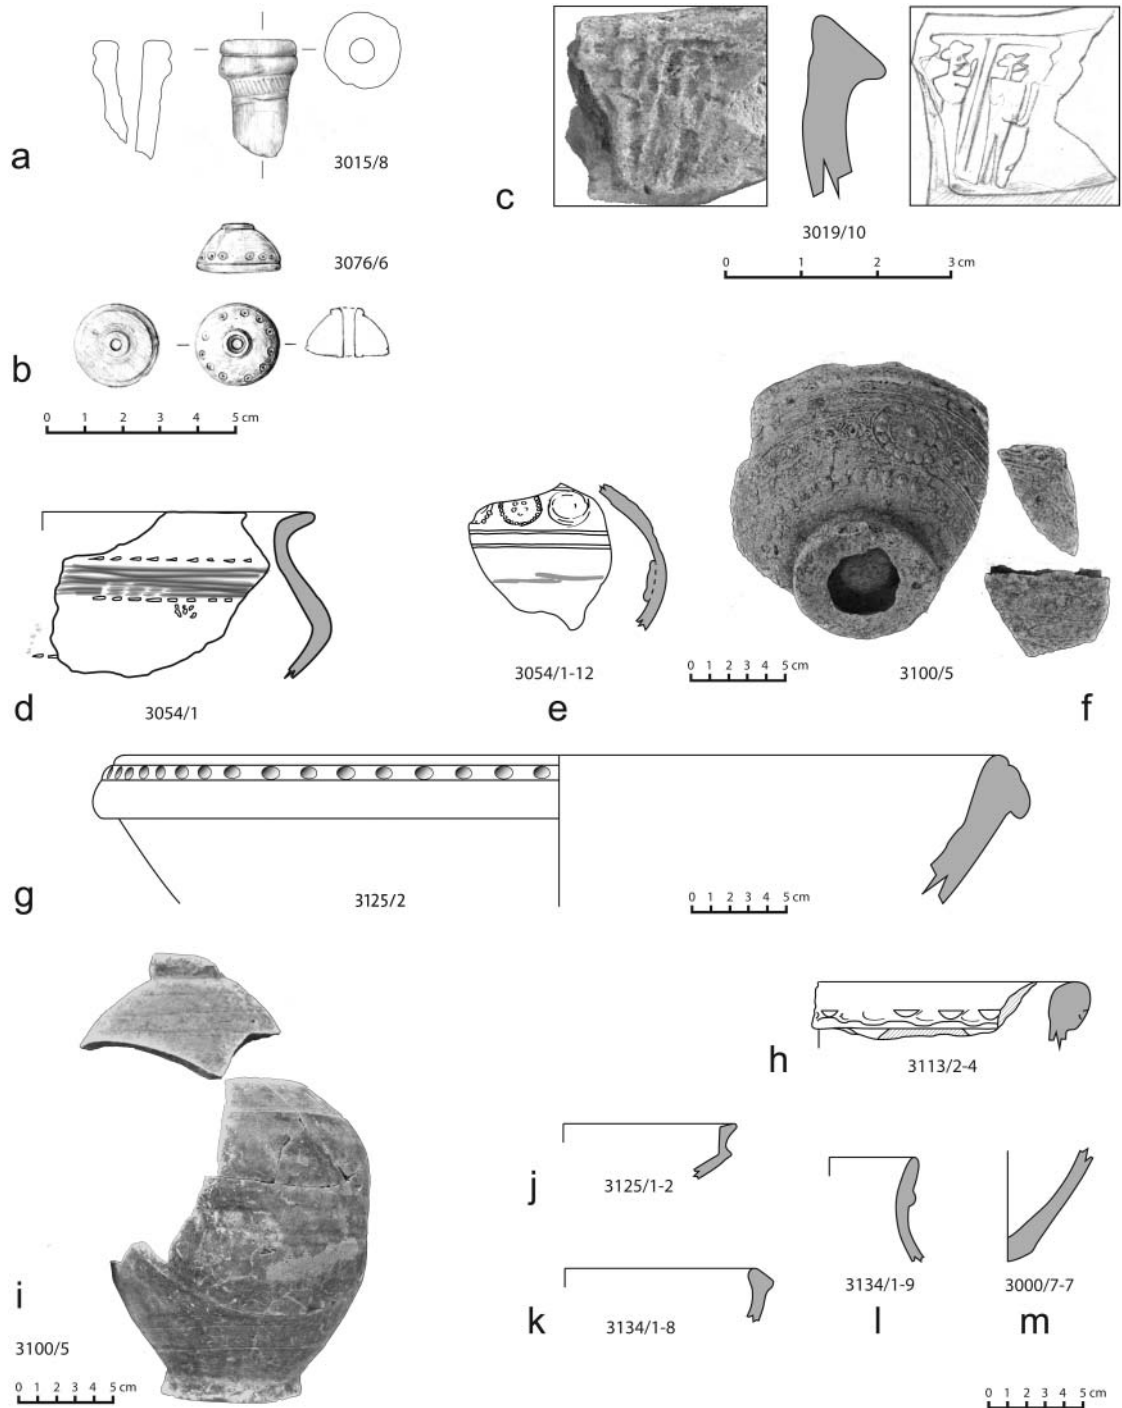 a
3015/8
c
3019/10
0 1 2 3 cm
3076/6
b
0 1 2 3 4 5 cm
d
3054/1
3054/1-12
e
0 1 2 3 4 5 cm
3100/5
f
g
3125/2
0 1 2 3 4 5 cm
h
3113/2-4
i
3100/5
0 1 2 3 4 5 cm
j
3125/1-2
k
3134/1-8
3134/1-9
l
3000/7-7
m
0 1 2 3 4 5 cm